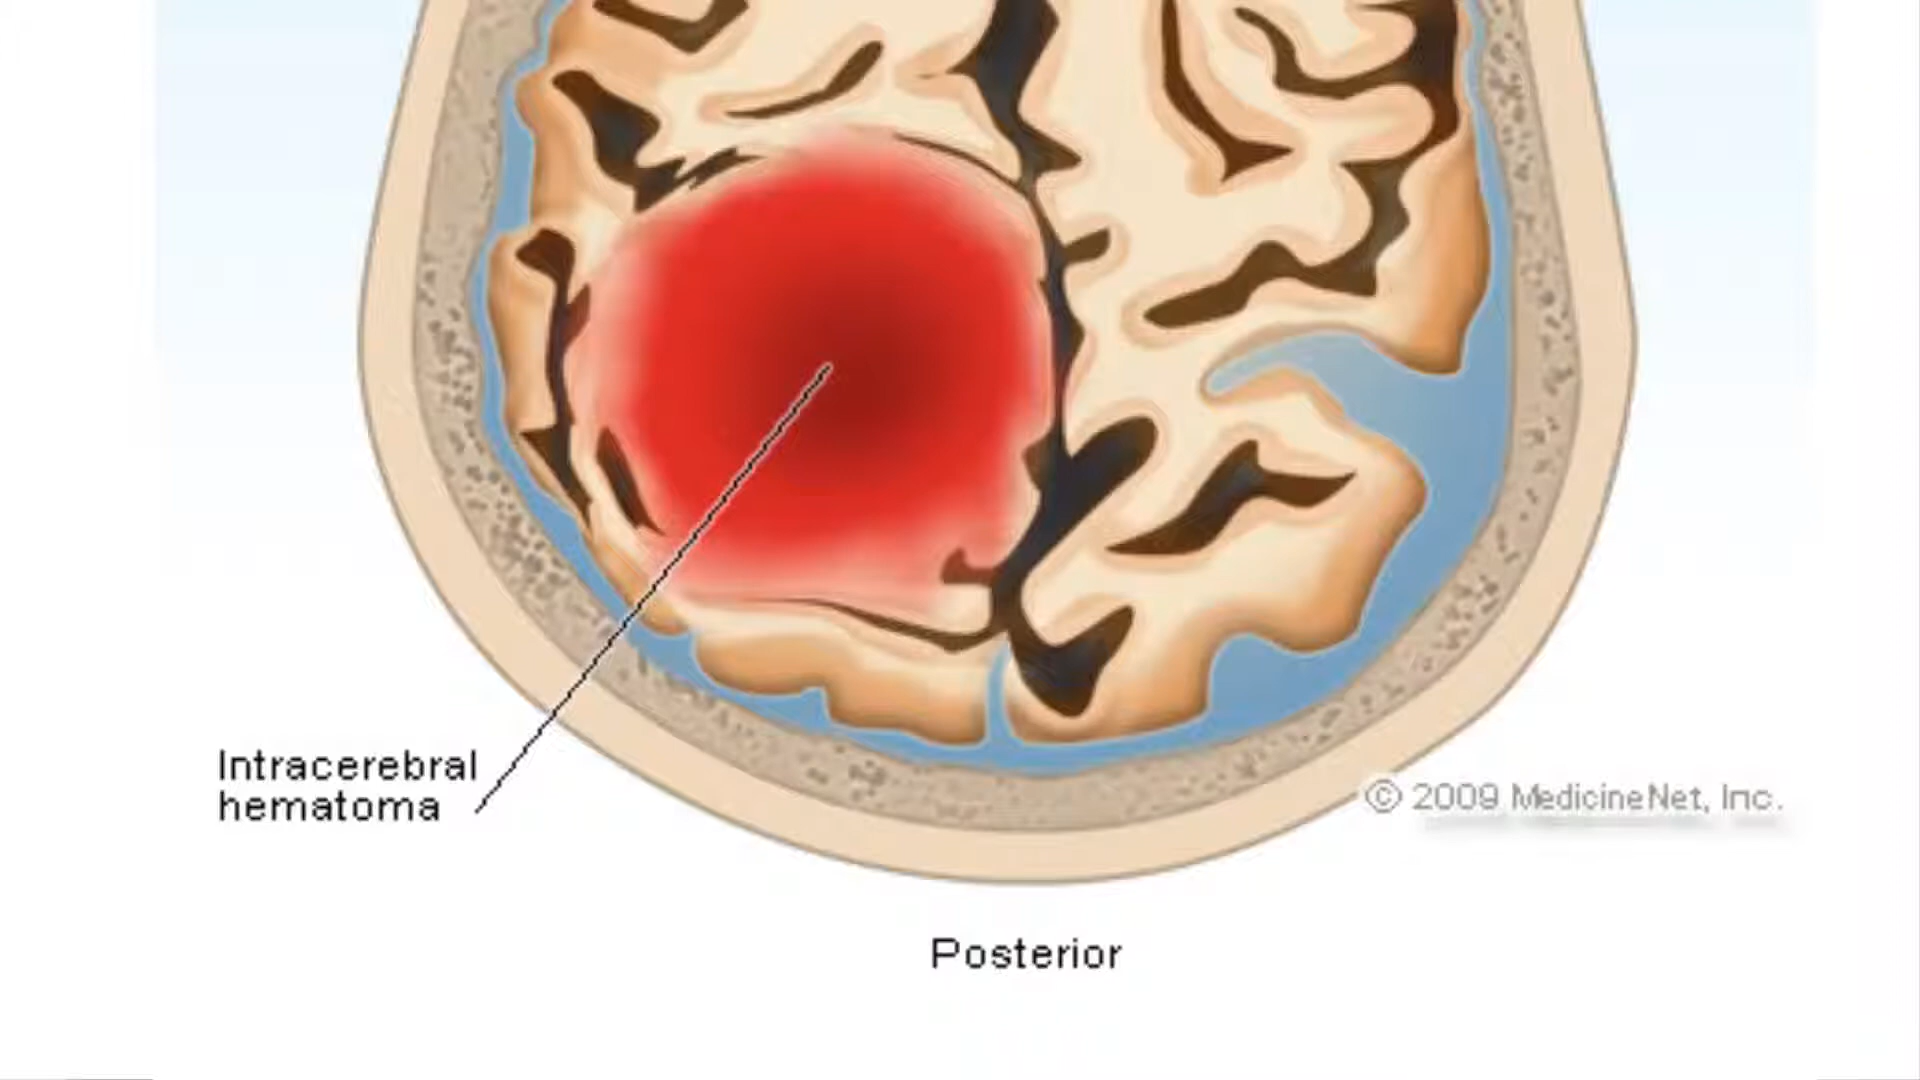 Intracerebral
hematoma
© 2009 MedicineNet, Inc.
Posterior